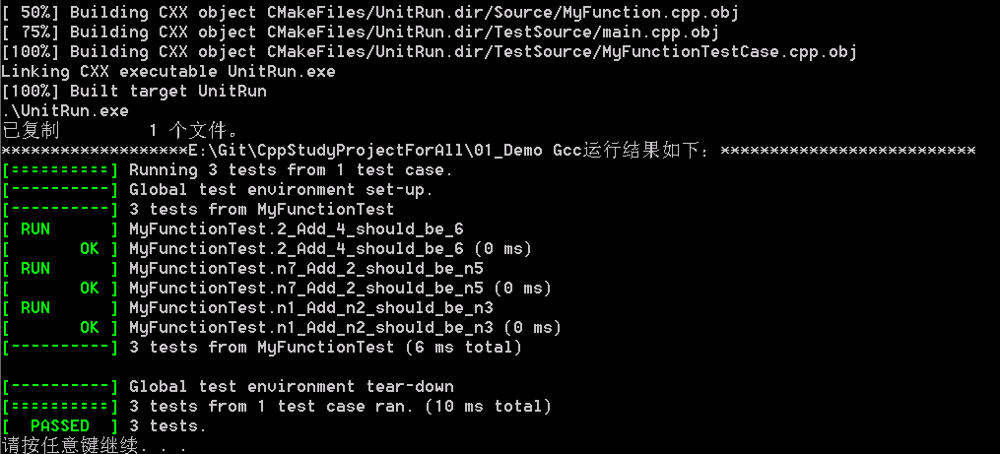 [ 50%] Building CXX object CMakeFiles/UnitRun.dir/Source/MyFunction.cpp.obj
[ 75%] Building CXX object CMakeFiles/UnitRun.dir/TestSource/main.cpp.obj
[100%] Building CXX object CMakeFiles/UnitRun.dir/TestSource/MyFunctionTestCase.cpp.obj
Linking CXX executable UnitRun.exe
[100%] Built target UnitRun
.\UnitRun.exe
已复制         1 个文件。
*******************E:\Git\CppStudyProjectForAll\01_Demo Gcc运行结果如下: **************************
[==========] Running 3 tests from 1 test case.
[----------] Global test environment set-up.
[----------] 3 tests from MyFunctionTest
[ RUN      ] MyFunctionTest.2_Add_4_should_be_6
[       OK ] MyFunctionTest.2_Add_4_should_be_6 (0 ms)
[ RUN      ] MyFunctionTest.n7_Add_2_should_be_n5
[       OK ] MyFunctionTest.n7_Add_2_should_be_n5 (0 ms)
[ RUN      ] MyFunctionTest.n1_Add_n2_should_be_n3
[       OK ] MyFunctionTest.n1_Add_n2_should_be_n3 (0 ms)
[----------] 3 tests from MyFunctionTest (6 ms total)

[----------] Global test environment tear-down
[==========] 3 tests from 1 test case ran. (10 ms total)
[  PASSED  ] 3 tests.
请按任意键继续. . .